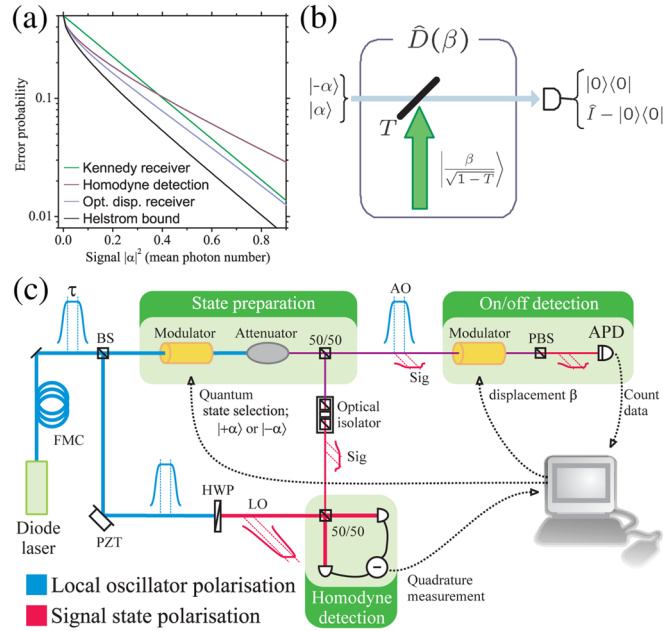 (a)
Error probability
0.1
0.01
Kennedy receiver
Homodyne detection
Opt. disp. receiver
Helstrom bound
0.0 0.2 0.4 0.6 0.8
Signal |α|² (mean photon number)
(b)
D̂(β)
|-α⟩
|α⟩
T
|β/√(1−T)⟩
|0⟩⟨0|
Î − |0⟩⟨0|
(c)
τ
BS
State preparation
Modulator
Attenuator
50/50
AO
Sig
On/off detection
Modulator
PBS
APD
FMC
Diode
laser
Quantum
state selection;
|+α⟩ or |−α⟩
Optical
isolator
Sig
displacement β
Count
data
PZT
HWP
LO
50/50
Homodyne
detection
Quadrature
measurement
Local oscillator polarisation
Signal state polarisation